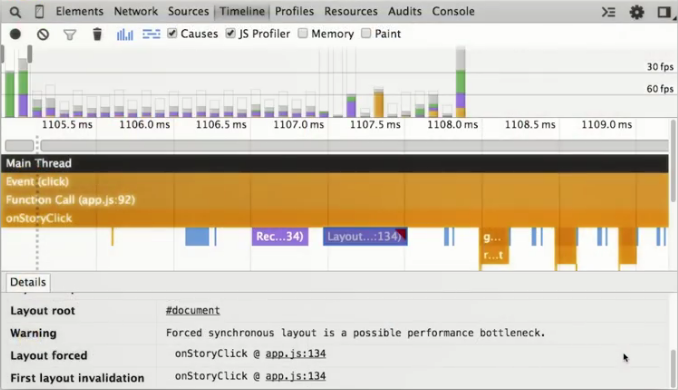 Elements Network Sources Timeline Profiles Resources Audits Console
Causes JS Profiler Memory Paint
30 fps
60 fps
1105.5 ms 1106.0 ms 1106.5 ms 1107.0 ms 1107.5 ms 1108.0 ms 1108.5 ms 1109.0 ms
Main Thread
Event (click)
Function Call (app.js:92)
onStoryClick
Rec...34) Layout...:134) g...
r...t
Details
Layout root #document
Warning Forced synchronous layout is a possible performance bottleneck.
Layout forced onStoryClick @ app.js:134
First layout invalidation onStoryClick @ app.js:134